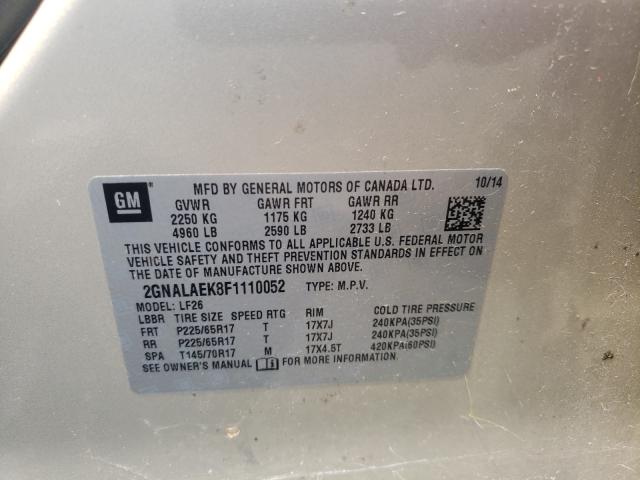 GM
MFD BY GENERAL MOTORS OF CANADA LTD. 10/14
GVWR GAWR FRT GAWR RR
2250 KG 1175 KG 1240 KG
4960 LB 2590 LB 2733 LB
THIS VEHICLE CONFORMS TO ALL APPLICABLE U.S. FEDERAL MOTOR
VEHICLE SAFETY AND THEFT PREVENTION STANDARDS IN EFFECT ON
THE DATE OF MANUFACTURE SHOWN ABOVE.
2GNALAEK8F1110052 TYPE: M.P.V.
MODEL: LF26
LBBR TIRE SIZE SPEED RTG RIM COLD TIRE PRESSURE
FRT P225/65R17 T 17X7J 240KPA(35PSI)
RR P225/65R17 T 17X7J 240KPA(35PSI)
SPA T145/70R17 M 17X4.5T 420KPA(60PSI)
SEE OWNER'S MANUAL FOR MORE INFORMATION.